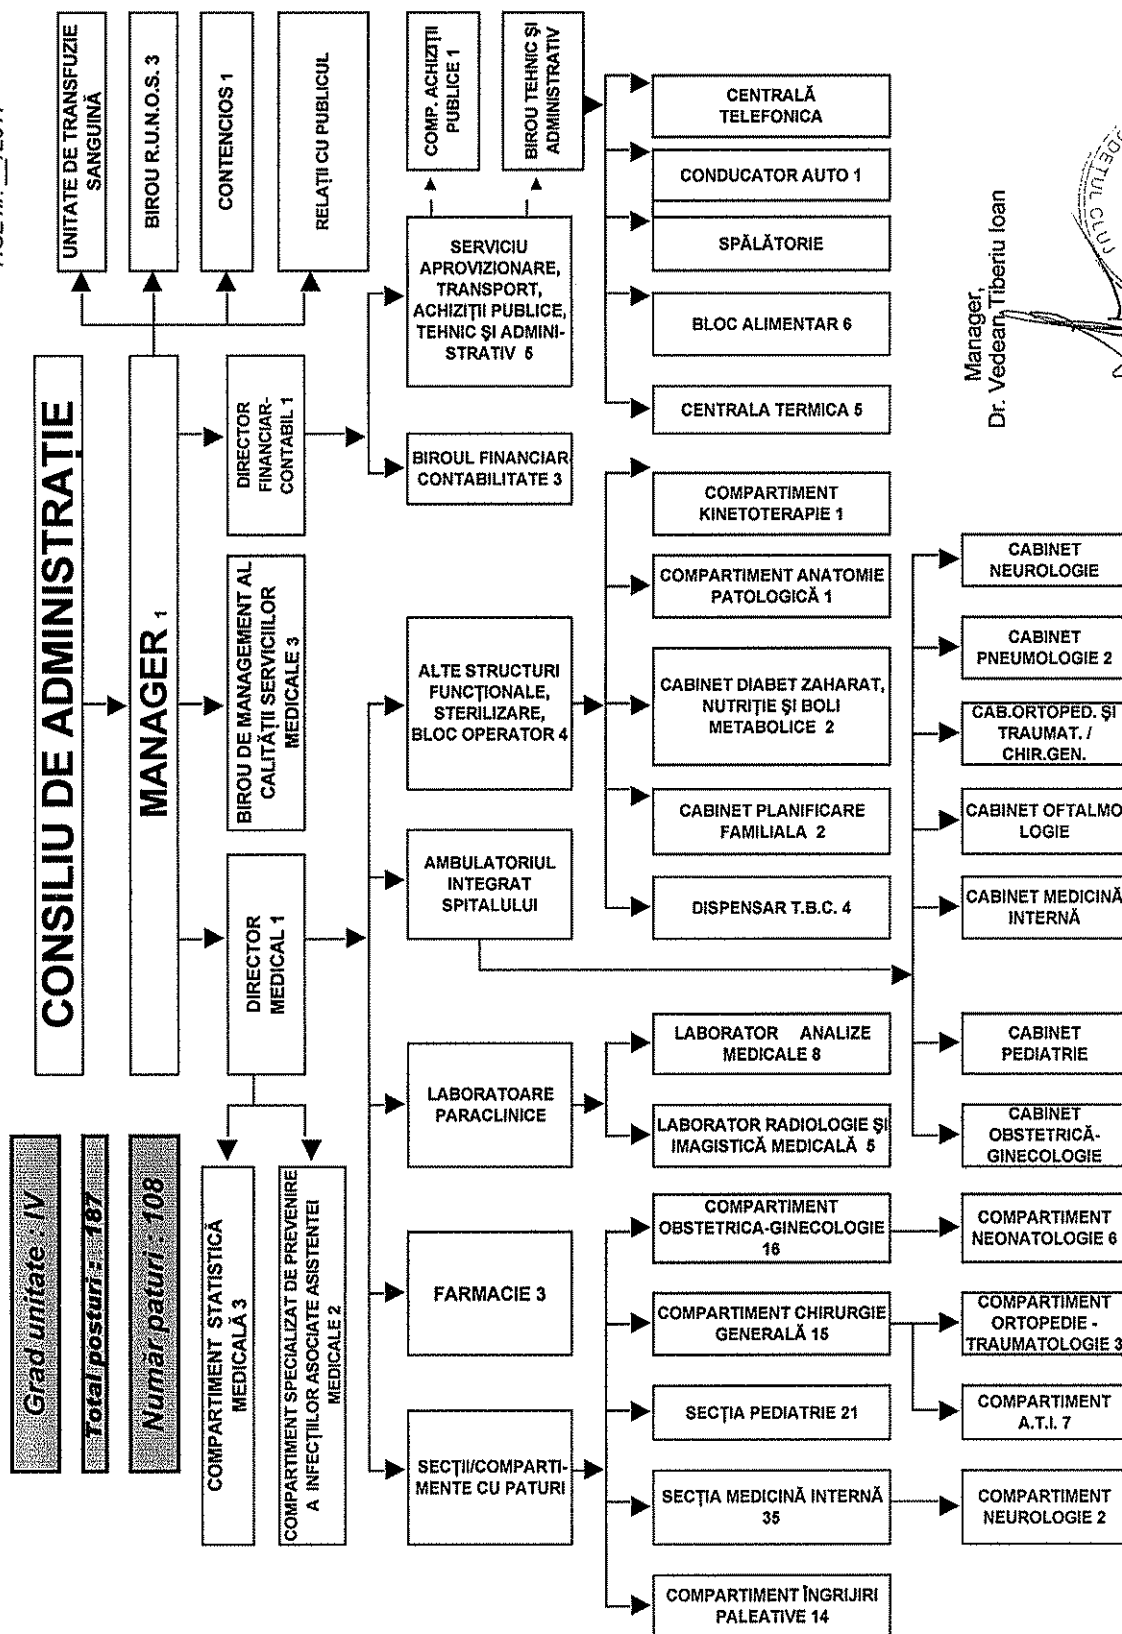 CONSILIU DE ADMINISTRAȚIE
MANAGER 1
Grad unitate : IV
Total posturi : 187
Număr paturi : 108
UNITATE DE TRANSFUZIE
SANGUINĂ
BIROU R.U.N.O.S. 3
CONTENCIOS 1
RELAȚII CU PUBLICUL
COMPARTIMENT STATISTICĂ
MEDICALĂ 3
COMPARTIMENT SPECIALIZAT DE PREVENIRE
A INFECȚIILOR ASOCIATE ASISTENTEI
MEDICALE 2
DIRECTOR
MEDICAL 1
BIROU DE MANAGEMENT AL
CALITĂȚII SERVICIILOR
MEDICALE 3
DIRECTOR
FINANCIAR-
CONTABIL 1
SECȚII/COMPARTI-
MENTE CU PATURI
FARMACIE 3
LABORATOARE
PARACLINICE
AMBULATORIUL
INTEGRAT
SPITALULUI
ALTE STRUCTURI
FUNCȚIONALE,
STERILIZARE,
BLOC OPERATOR 4
BIROUL FINANCIAR
CONTABILITATE 3
SERVICIU
APROVIZIONARE,
TRANSPORT,
ACHIZIȚII PUBLICE,
TEHNIC ȘI ADMINI-
STRATIV 5
COMP. ACHIZIȚII
PUBLICE 1
BIROU TEHNIC ȘI
ADMINISTRATIV
COMPARTIMENT ÎNGRIJIRI
PALEATIVE 14
SECȚIA MEDICINĂ INTERNĂ
35
SECȚIA PEDIATRIE 21
COMPARTIMENT CHIRURGIE
GENERALĂ 15
COMPARTIMENT
OBSTETRICA-GINECOLOGIE
16
LABORATOR RADIOLOGIE ȘI
IMAGISTICĂ MEDICALĂ 5
LABORATOR ANALIZE
MEDICALE 8
DISPENSAR T.B.C. 4
CABINET PLANIFICARE
FAMILIALA 2
CABINET DIABET ZAHARAT,
NUTRIȚIE ȘI BOLI
METABOLICE 2
COMPARTIMENT ANATOMIE
PATOLOGICĂ 1
COMPARTIMENT
KINETOTERAPIE 1
CENTRALA TERMICA 5
BLOC ALIMENTAR 6
SPĂLĂTORIE
CONDUCATOR AUTO 1
CENTRALĂ
TELEFONICA
COMPARTIMENT
NEUROLOGIE 2
COMPARTIMENT
A.T.I. 7
COMPARTIMENT
ORTOPEDIE -
TRAUMATOLOGIE 3
COMPARTIMENT
NEONATOLOGIE 6
CABINET
OBSTETRICĂ-
GINECOLOGIE
CABINET
PEDIATRIE
CABINET MEDICINĂ
INTERNĂ
CABINET OFTALMO
LOGIE
CAB.ORTOPED. ȘI
TRAUMAT. /
CHIR.GEN.
CABINET
PNEUMOLOGIE 2
CABINET
NEUROLOGIE
Manager,
Dr. Vedean Tiberiu Ioan